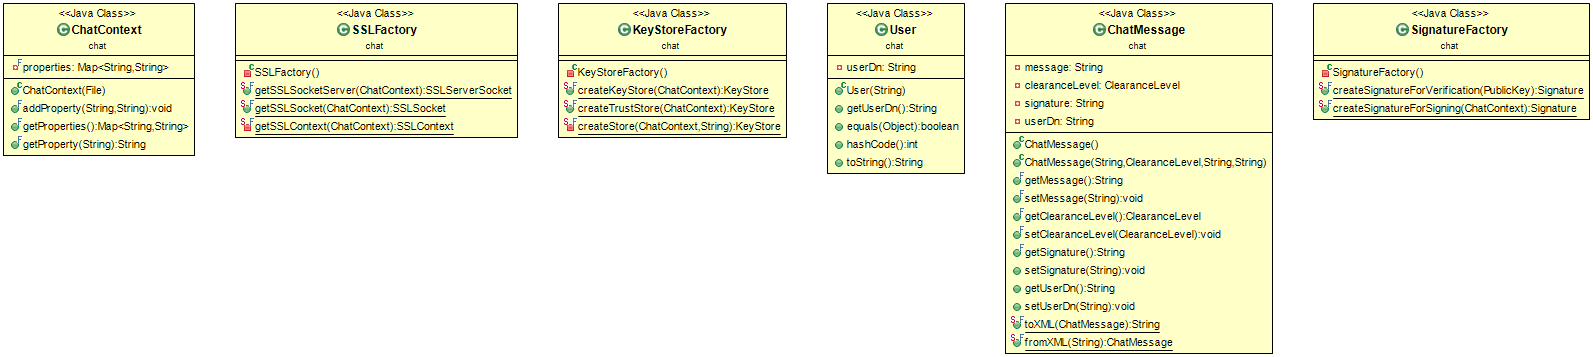 <<Java Class>>
ChatContext
chat
properties: Map<String,String>
ChatContext(File)
addProperty(String,String):void
getProperties():Map<String,String>
getProperty(String):String
<<Java Class>>
SSLFactory
chat
SSLFactory()
getSSLSocketServer(ChatContext):SSLServerSocket
getSSLSocket(ChatContext):SSLSocket
getSSLContext(ChatContext):SSLContext
<<Java Class>>
KeyStoreFactory
chat
KeyStoreFactory()
createKeyStore(ChatContext):KeyStore
createTrustStore(ChatContext):KeyStore
createStore(ChatContext,String):KeyStore
<<Java Class>>
User
chat
userDn: String
User(String)
getUserDn():String
equals(Object):boolean
hashCode():int
toString():String
<<Java Class>>
ChatMessage
chat
message: String
clearanceLevel: ClearanceLevel
signature: String
userDn: String
ChatMessage()
ChatMessage(String,ClearanceLevel,String,String)
getMessage():String
setMessage(String):void
getClearanceLevel():ClearanceLevel
setClearanceLevel(ClearanceLevel):void
getSignature():String
setSignature(String):void
getUserDn():String
setUserDn(String):void
toXML(ChatMessage):String
fromXML(String):ChatMessage
<<Java Class>>
SignatureFactory
chat
SignatureFactory()
createSignatureForVerification(PublicKey):Signature
createSignatureForSigning(ChatContext):Signature